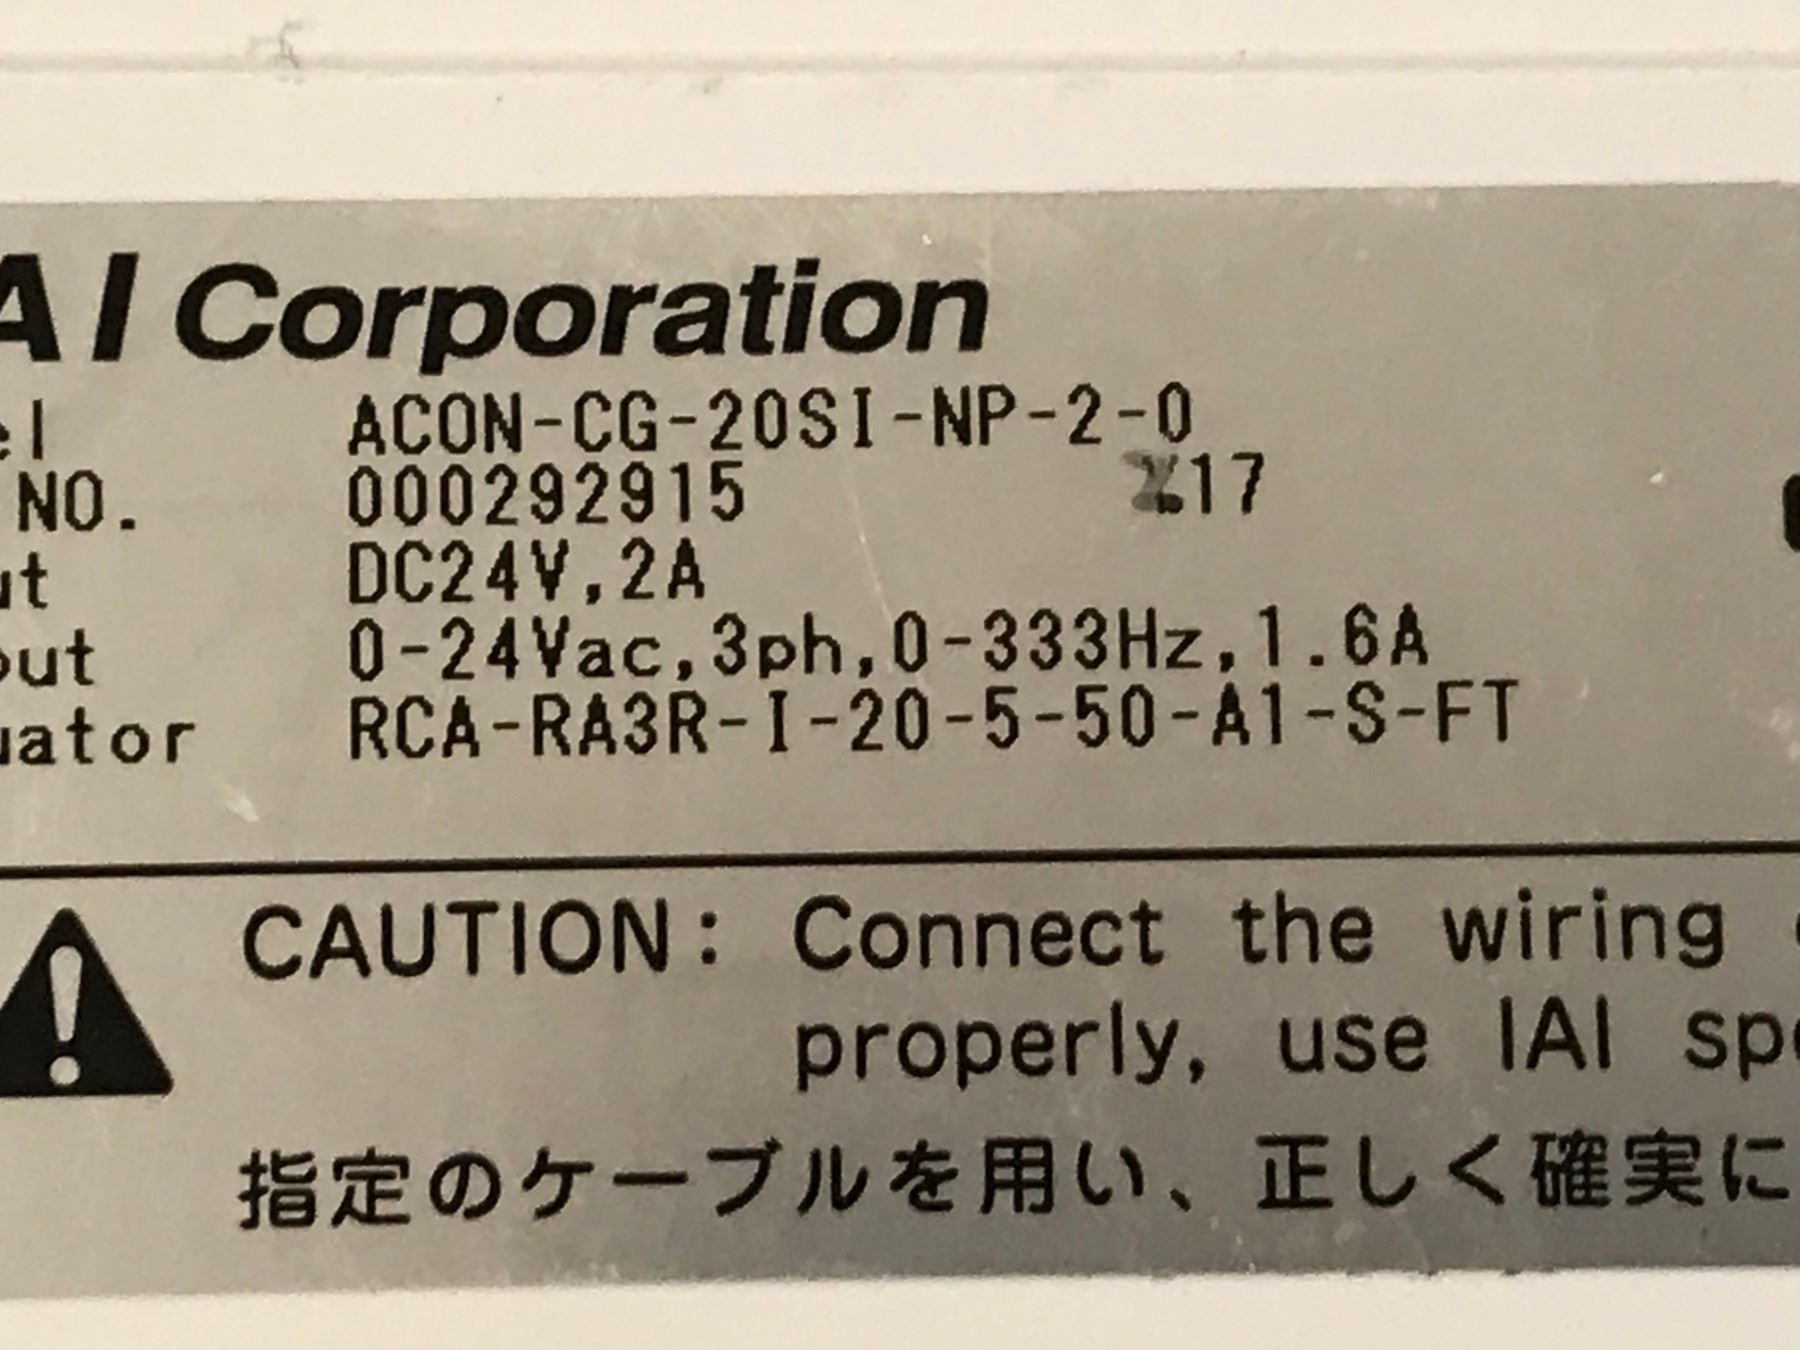 AI Corporation
el ACON-CG-20SI-NP-2-0
NO. 000292915 17
ut DC24V,2A
out 0-24Vac,3ph,0-333Hz,1.6A
uator RCA-RA3R-I-20-5-50-A1-S-FT
CAUTION: Connect the wiring
properly, use IAI sp
指定のケーブルを用い、正しく確実に